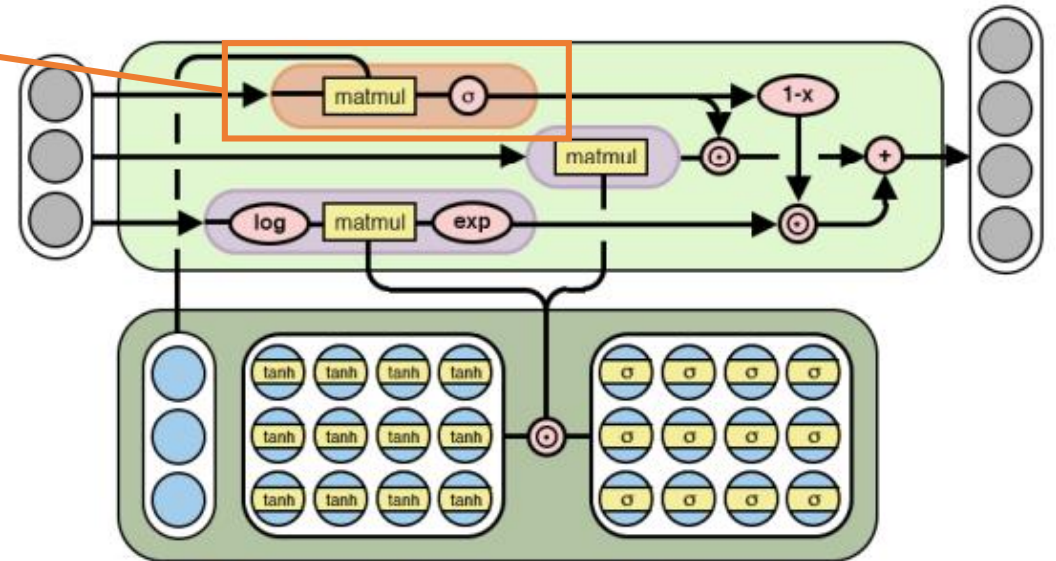 matmul σ 1-x
matmul ⊙ +
log matmul exp ⊙
tanh tanh tanh tanh σ σ σ σ
tanh tanh tanh tanh ⊙ σ σ σ σ
tanh tanh tanh tanh σ σ σ σ